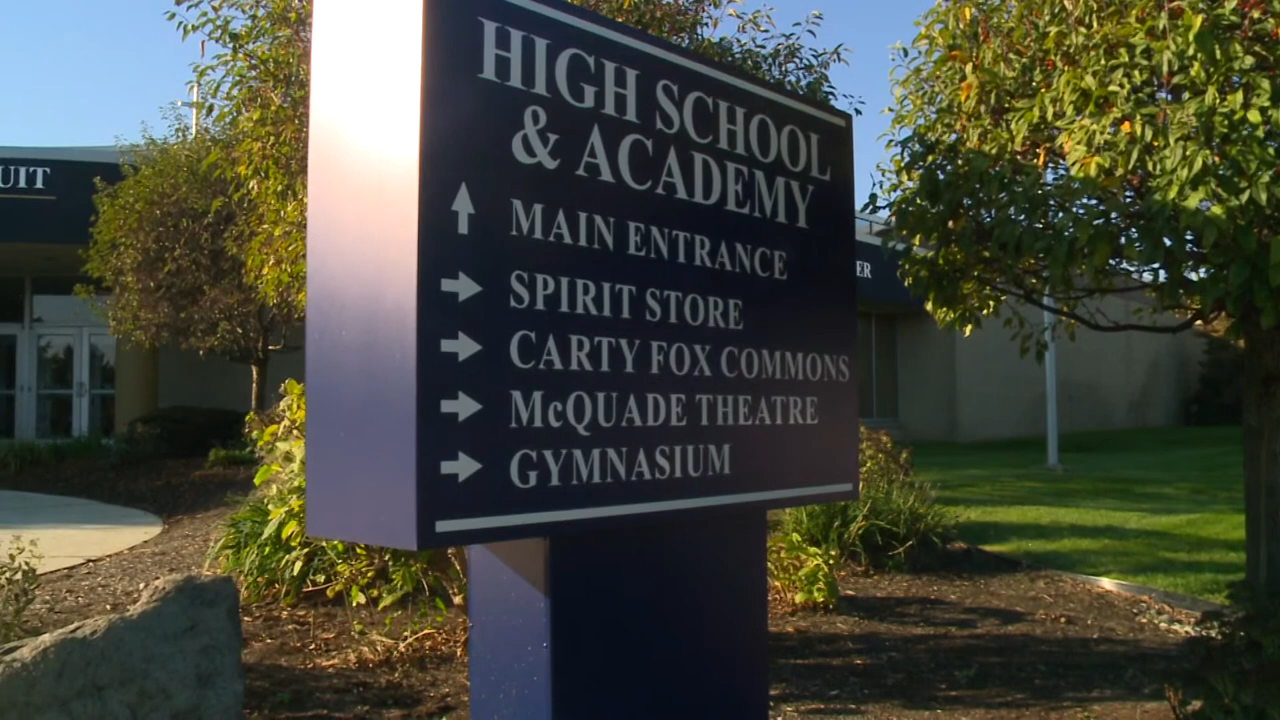 HIGH SCHOOL
& ACADEMY
MAIN ENTRANCE
SPIRIT STORE
CARTY FOX COMMONS
McQUADE THEATRE
GYMNASIUM
UIT
ER